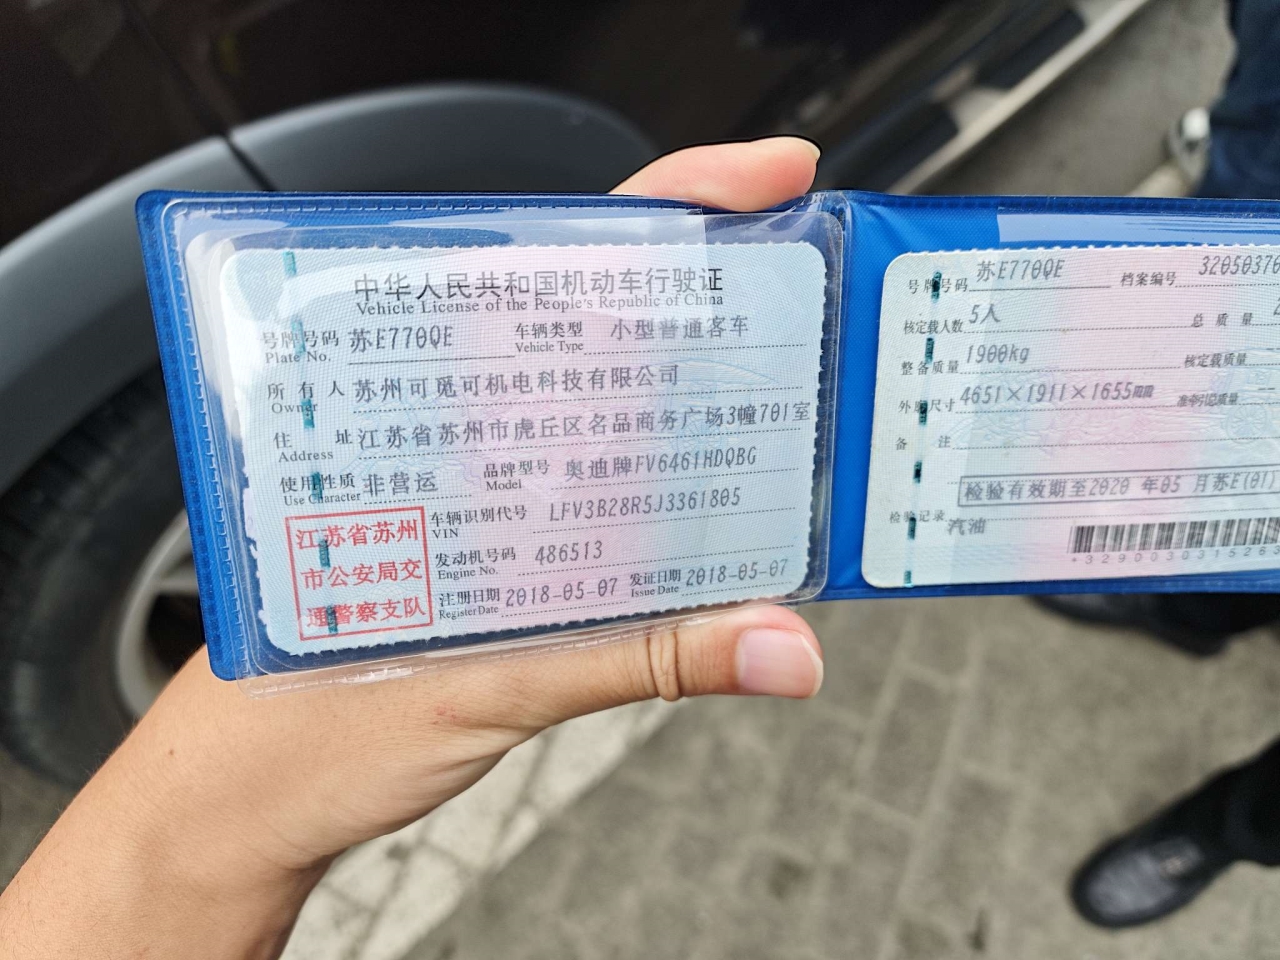 中华人民共和国机动车行驶证
Vehicle License of the People's Republic of China
号牌号码 苏E770QE 车辆类型 小型普通客车
Plate No. Vehicle Type
所有人 苏州可觅可机电科技有限公司
Owner
住址 江苏省苏州市虎丘区名品商务广场3幢701室
Address
使用性质 非营运 品牌型号 奥迪牌FV6461HDQBG
Use Character Model
江苏省苏州
市公安局交
通警察支队
车辆识别代号 LFV3B28R5J3361805
VIN
发动机号码 486513
Engine No.
注册日期 2018-05-07 发证日期 2018-05-07
Register Date Issue Date
号牌号码 苏E770QE 档案编号 32050376
核定载人数 5人 总质量
整备质量 1900kg 核定载质量
外廓尺寸 4651×1911×1655 准牵引总质量
备注
检验有效期至2020年05月苏E(01)
检验记录 汽油
*3290030315263